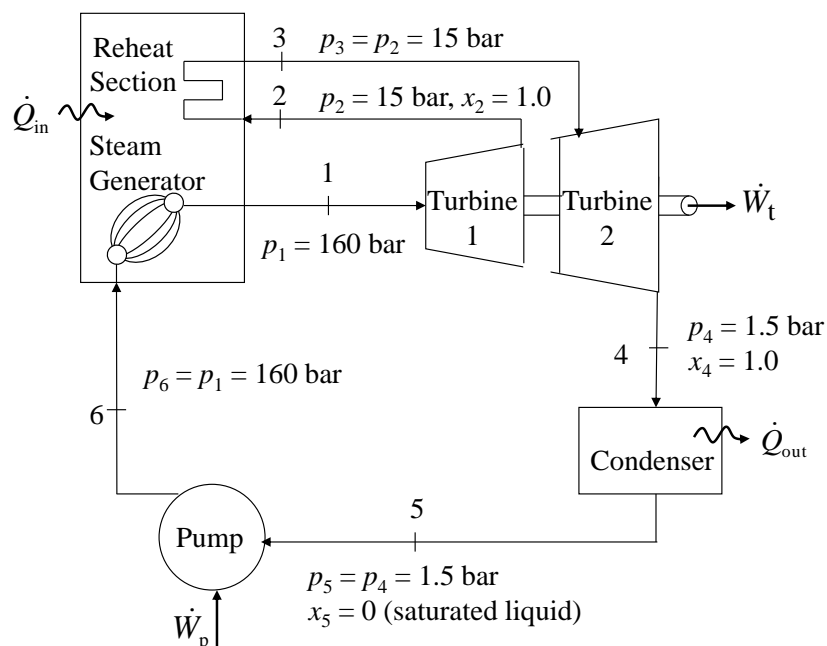 3
p₃ = p₂ = 15 bar
Reheat
Section
2
p₂ = 15 bar, x₂ = 1.0
Q̇in
Steam
Generator
1
Turbine
1
Turbine
2
Ẇt
p₁ = 160 bar
4
p₄ = 1.5 bar
x₄ = 1.0
p₆ = p₁ = 160 bar
6
Condenser
Q̇out
5
Pump
p₅ = p₄ = 1.5 bar
x₅ = 0 (saturated liquid)
Ẇp